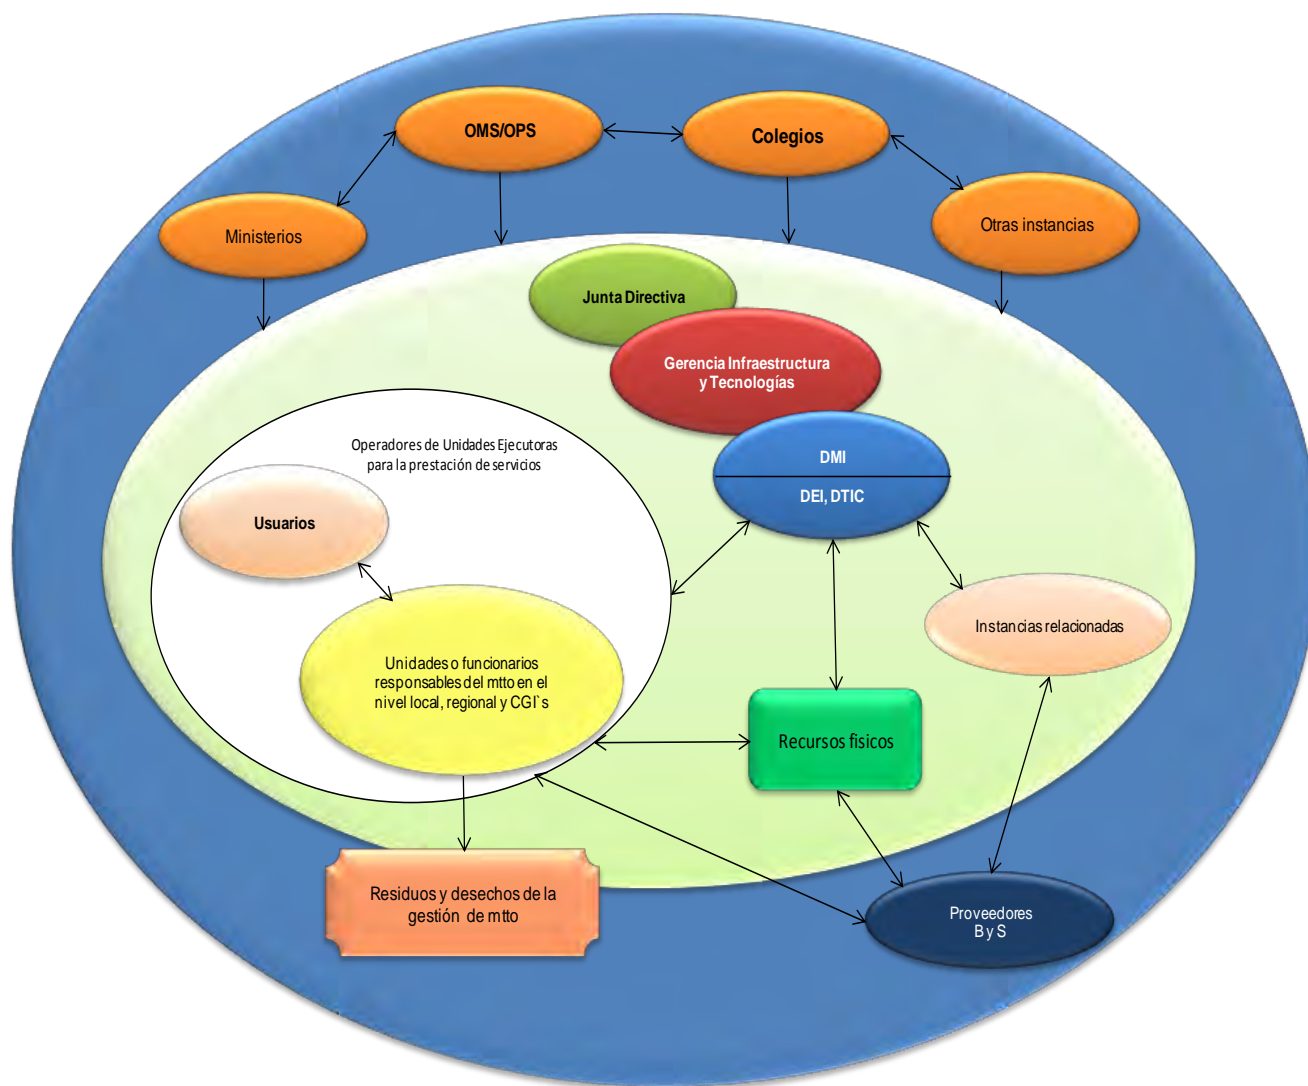 OMS/OPS
Colegios
Ministerios
Otras instancias
Junta Directiva
Gerencia Infraestructura
y Tecnologías
Operadores de Unidades Ejecutoras
para la prestación de servicios
DMI
DEI, DTIC
Usuarios
Instancias relacionadas
Unidades o funcionarios
responsables del mtto en el
nivel local, regional y CGI`s
Recursos físicos
Residuos y desechos de la
gestión de mtto
Proveedores
B y S